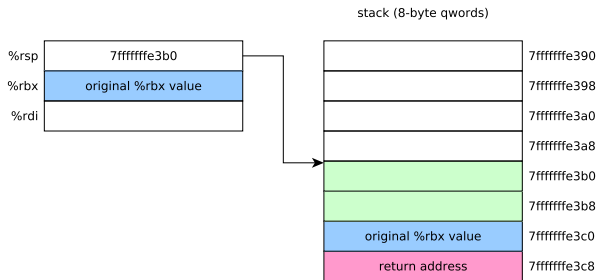 stack (8-byte qwords)
%rsp 7fffffffe3b0 7fffffffe390
%rbx original %rbx value 7fffffffe398
%rdi 7fffffffe3a0
7fffffffe3a8
7fffffffe3b0
7fffffffe3b8
original %rbx value 7fffffffe3c0
return address 7fffffffe3c8